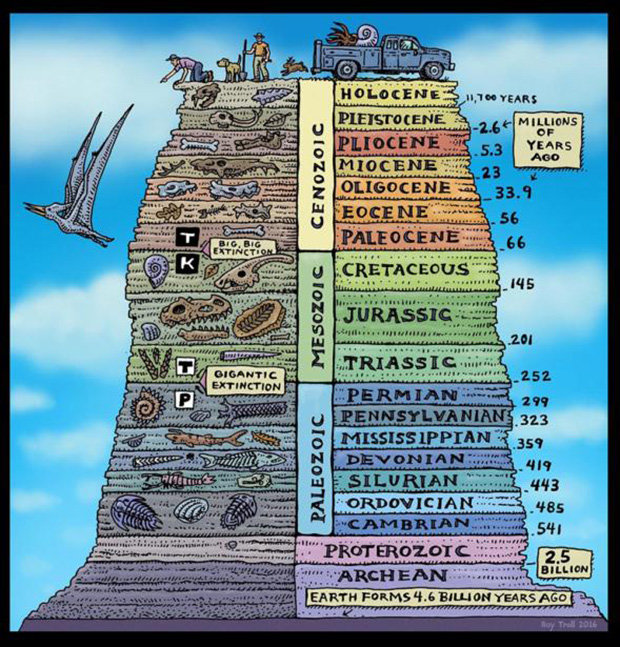 HOLOCENE
11,700 YEARS
PLEISTOCENE
2.6
MILLIONS
OF
YEARS
AGO
PLIOCENE
5.3
MIOCENE
23
OLIGOCENE
33.9
EOCENE
56
PALEOCENE
66
CENOZOIC
T
BIG, BIG
EXTINCTION
K
CRETACEOUS
145
JURASSIC
201
TRIASSIC
252
MESOZOIC
T
GIGANTIC
EXTINCTION
P
PERMIAN
299
PENNSYLVANIAN
323
MISSISSIPPIAN
359
DEVONIAN
419
SILURIAN
443
ORDOVICIAN
485
CAMBRIAN
541
PALEOZOIC
PROTEROZOIC
2.5
BILLION
ARCHEAN
EARTH FORMS 4.6 BILLION YEARS AGO
Ray Troll 2016